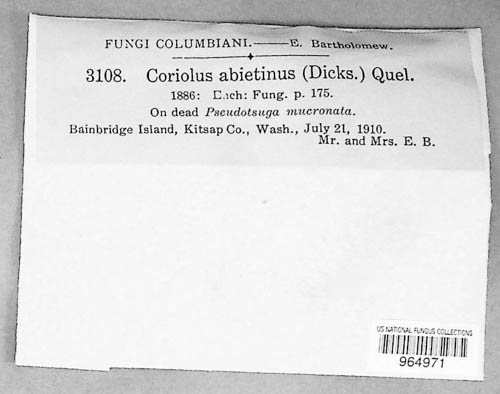 FUNGI COLUMBIANI.——E. Bartholomew.
3108. Coriolus abietinus (Dicks.) Quel.
1886: Ench: Fung. p. 175.
On dead Pseudotsuga mucronata.
Bainbridge Island, Kitsap Co., Wash., July 21, 1910.
Mr. and Mrs. E. B.
US NATIONAL FUNGUS COLLECTIONS
964971